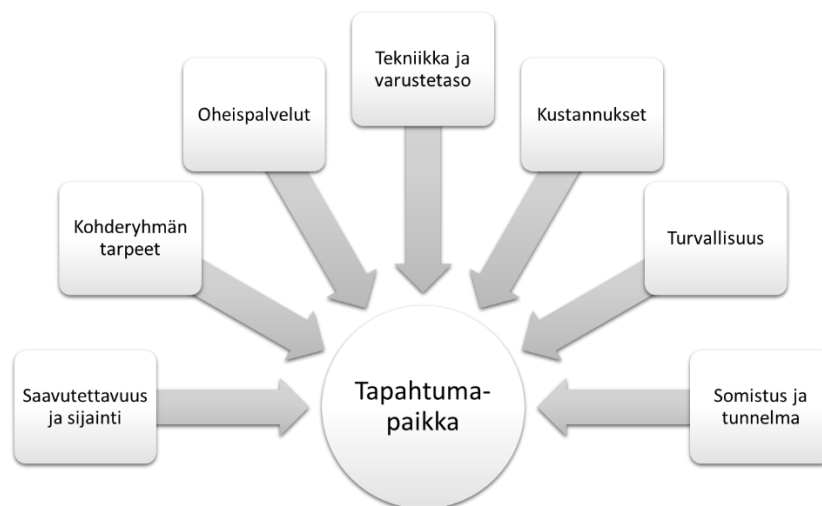 Tekniikka ja
varustetaso
Oheispalvelut
Kustannukset
Kohderyhmän
tarpeet
Turvallisuus
Saavutettavuus
ja sijainti
Tapahtuma-
paikka
Somistus ja
tunnelma